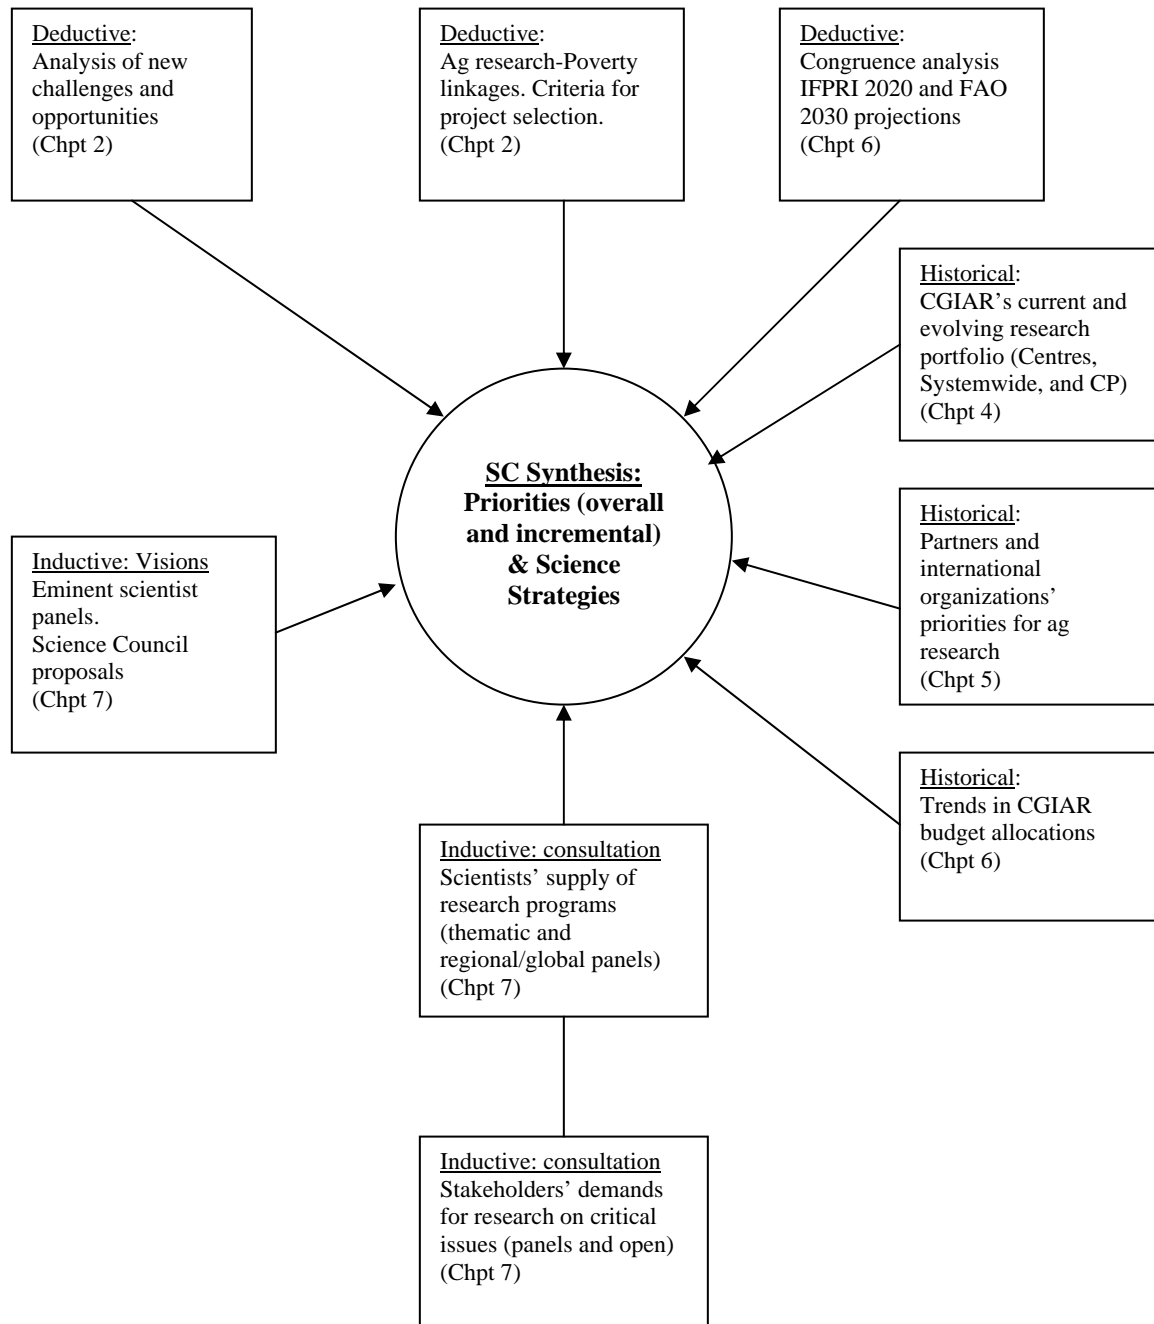 Deductive:
Analysis of new
challenges and
opportunities
(Chpt 2)
Deductive:
Ag research-Poverty
linkages. Criteria for
project selection.
(Chpt 2)
Deductive:
Congruence analysis
IFPRI 2020 and FAO
2030 projections
(Chpt 6)
Historical:
CGIAR’s current and
evolving research
portfolio (Centres,
Systemwide, and CP)
(Chpt 4)
SC Synthesis:
Priorities (overall
and incremental)
& Science
Strategies
Historical:
Partners and
international
organizations’
priorities for ag
research
(Chpt 5)
Inductive: Visions
Eminent scientist
panels.
Science Council
proposals
(Chpt 7)
Historical:
Trends in CGIAR
budget allocations
(Chpt 6)
Inductive: consultation
Scientists’ supply of
research programs
(thematic and
regional/global panels)
(Chpt 7)
Inductive: consultation
Stakeholders’ demands
for research on critical
issues (panels and open)
(Chpt 7)